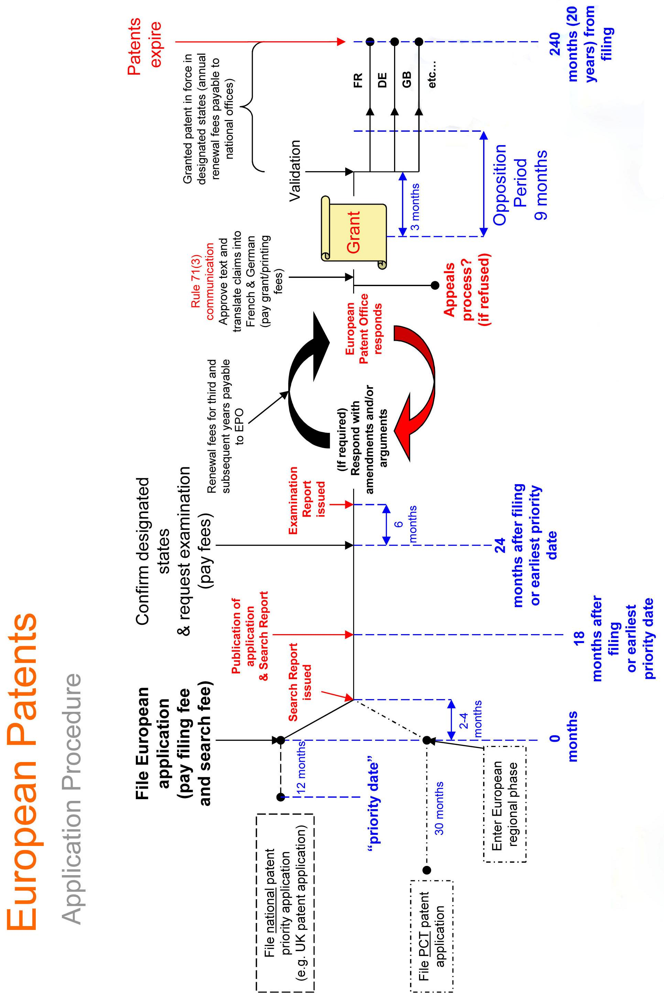 European Patents
Application Procedure
File European
application
(pay filing fee
and search fee)
Confirm designated
states
& request examination
(pay fees)
Patents
expire
Granted patent in force in
designated states (annual
renewal fees payable to
national offices)
Rule 71(3)
communication
Approve text and
translate claims into
French & German
(pay grant/printing
fees)
Renewal fees for third and
subsequent years payable
to EPO
Publication of
application
& Search Report
Search Report
issued
Examination
Report
issued
Validation
File national patent
priority application
(e.g. UK patent application)
12 months
"priority date"
(If required)
Respond with
amendments and/or
arguments
European
Patent Office
responds
Grant
FR
DE
GB
etc...
6
months
3 months
File PCT patent
application
30 months
Enter European
regional phase
2-4
months
Appeals
process?
(if refused)
Opposition
Period
9 months
0
months
18
months after
filing
or earliest
priority date
24
months after filing
or earliest priority
date
240
months (20
years) from
filing